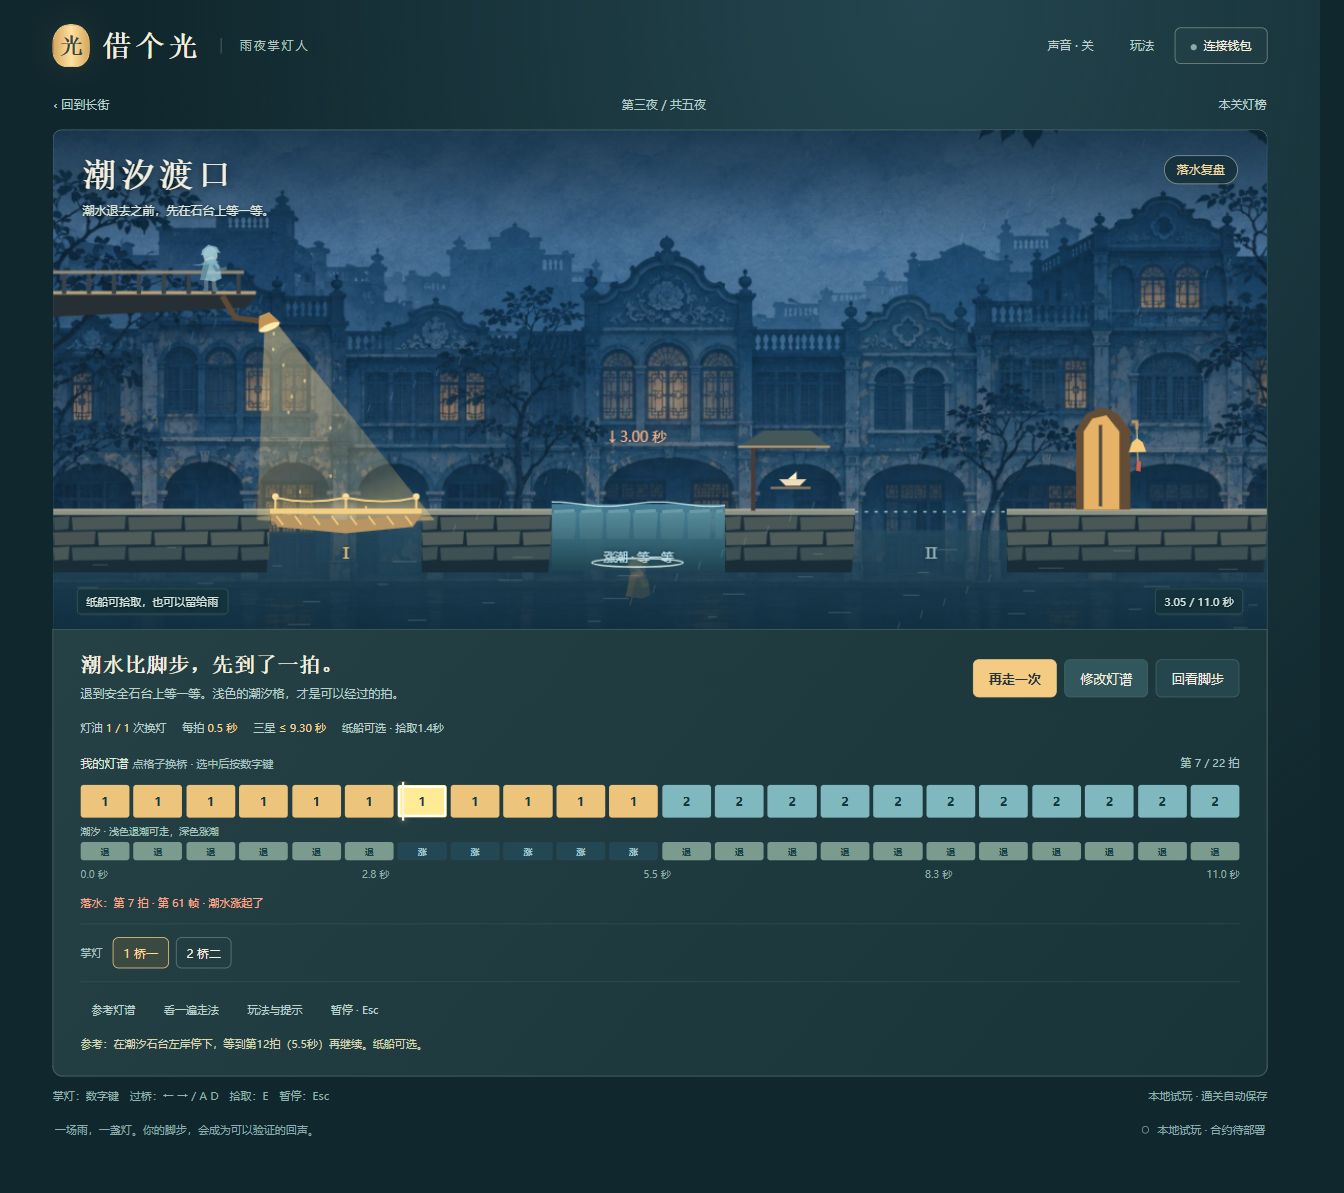 光 借个光 雨夜掌灯人 声音 · 关 玩法 连接钱包
‹ 回到长街 第三夜 / 共五夜 本关灯榜
潮汐渡口
落水复盘
潮水退去之前，先在石台上等一等。
↓ 3.00 秒
I
涨潮 · 等一等
II
纸船可拾取，也可以留给雨
3.05 / 11.0 秒
潮水比脚步，先到了一拍。
退到安全石台上等一等。浅色的潮汐格，才是可以经过的拍。
再走一次 修改灯谱 回看脚步
灯油 1 / 1 次换灯 每拍 0.5 秒 三星 ≤ 9.30 秒 纸船可选 · 拾取1.4秒
我的灯谱 点格子换桥 · 选中后按数字键 第 7 / 22 拍
1 1 1 1 1 1 1 1 1 1 1 2 2 2 2 2 2 2 2 2 2 2
潮汐 · 浅色退潮可走，深色涨潮
退 退 退 退 退 退 涨 涨 涨 涨 涨 退 退 退 退 退 退 退 退 退 退 退
0.0 秒 2.8 秒 5.5 秒 8.3 秒 11.0 秒
落水：第 7 拍 · 第 61 帧 · 潮水涨起了
掌灯 1 桥一 2 桥二
参考灯谱 看一遍走法 玩法与提示 暂停 · Esc
参考：在潮汐石台左岸停下，等到第12拍（5.5秒）再继续。纸船可选。
掌灯：数字键 过桥：← → / A D 拾取：E 暂停：Esc 本地试玩 · 通关自动保存
一场雨，一盏灯。你的脚步，会成为可以验证的回声。 本地试玩 · 合约待部署